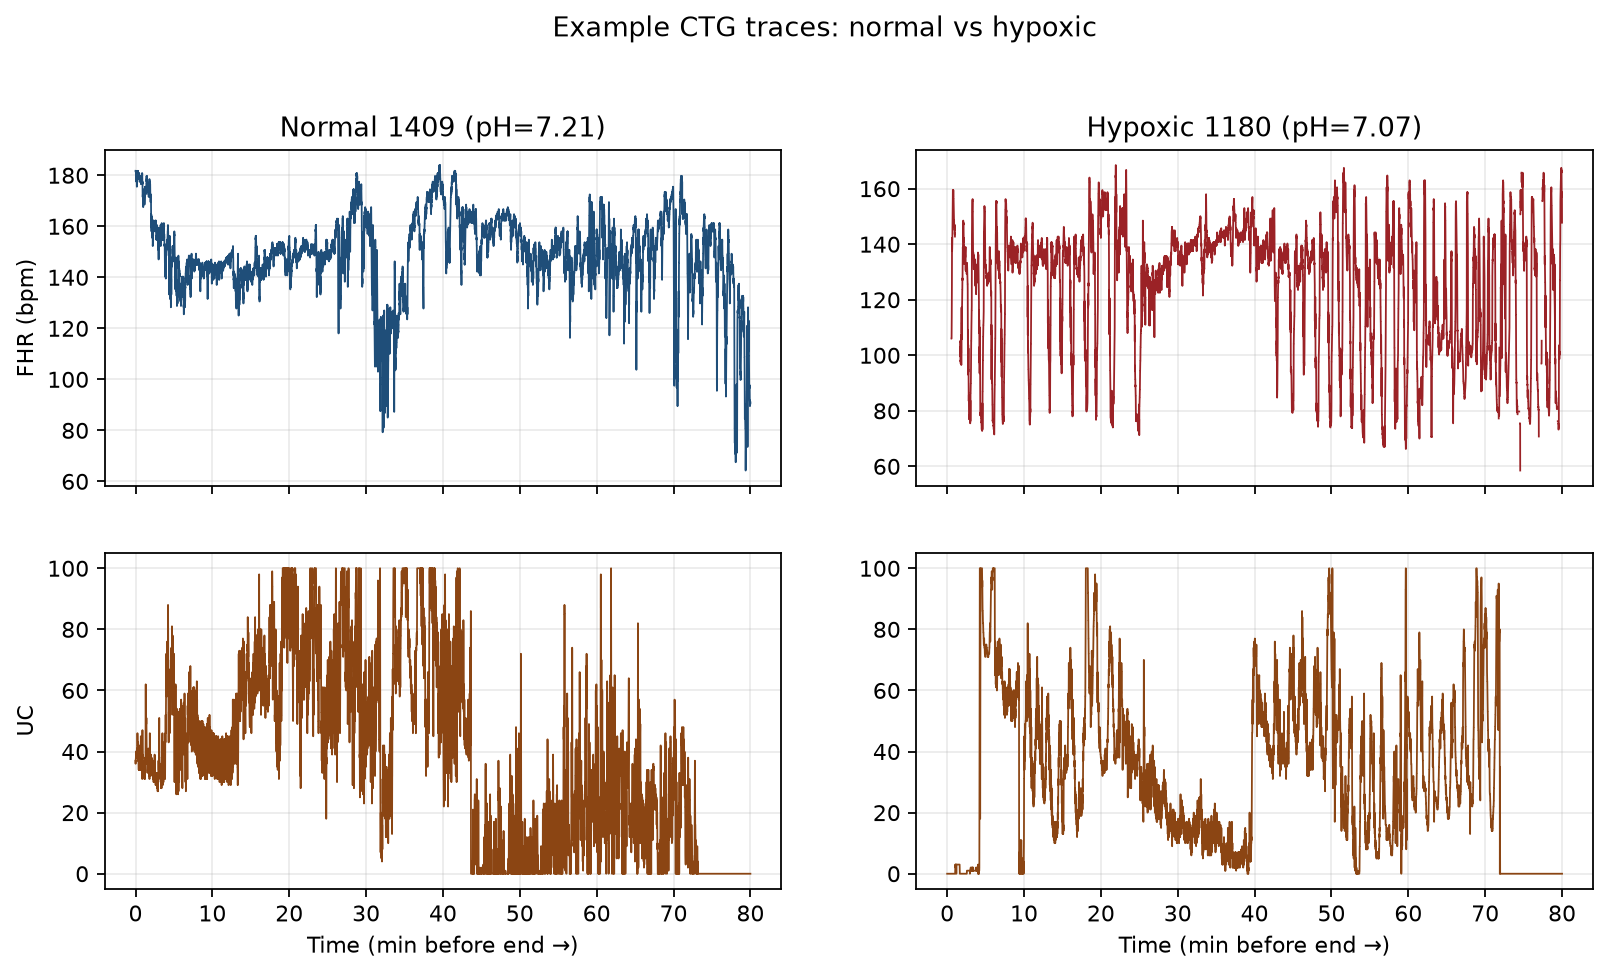 Example CTG traces: normal vs hypoxic
Normal 1409 (pH=7.21)
Hypoxic 1180 (pH=7.07)
FHR (bpm)
180
160
140
120
100
80
60
160
140
120
100
80
60
UC
100
80
60
40
20
0
100
80
60
40
20
0
0 10 20 30 40 50 60 70 80
0 10 20 30 40 50 60 70 80
Time (min before end →)
Time (min before end →)